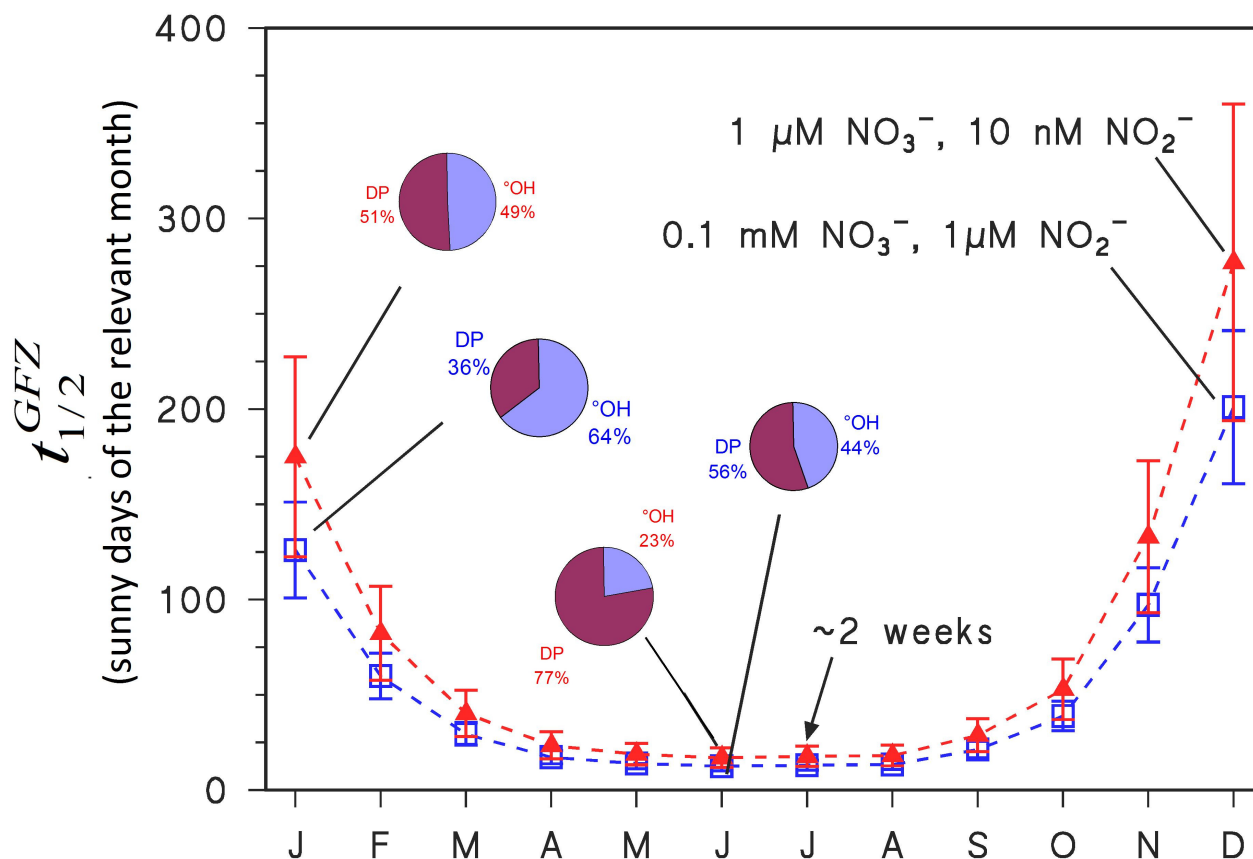 400
300
200
100
0
t₁/₂ᴳᶠᶻ
(sunny days of the relevant month)
1 µM NO₃⁻, 10 nM NO₂⁻
0.1 mM NO₃⁻, 1µM NO₂⁻
DP
51%
°OH
49%
DP
36%
°OH
64%
DP
56%
°OH
44%
°OH
23%
DP
77%
~2 weeks
J F M A M J J A S O N D